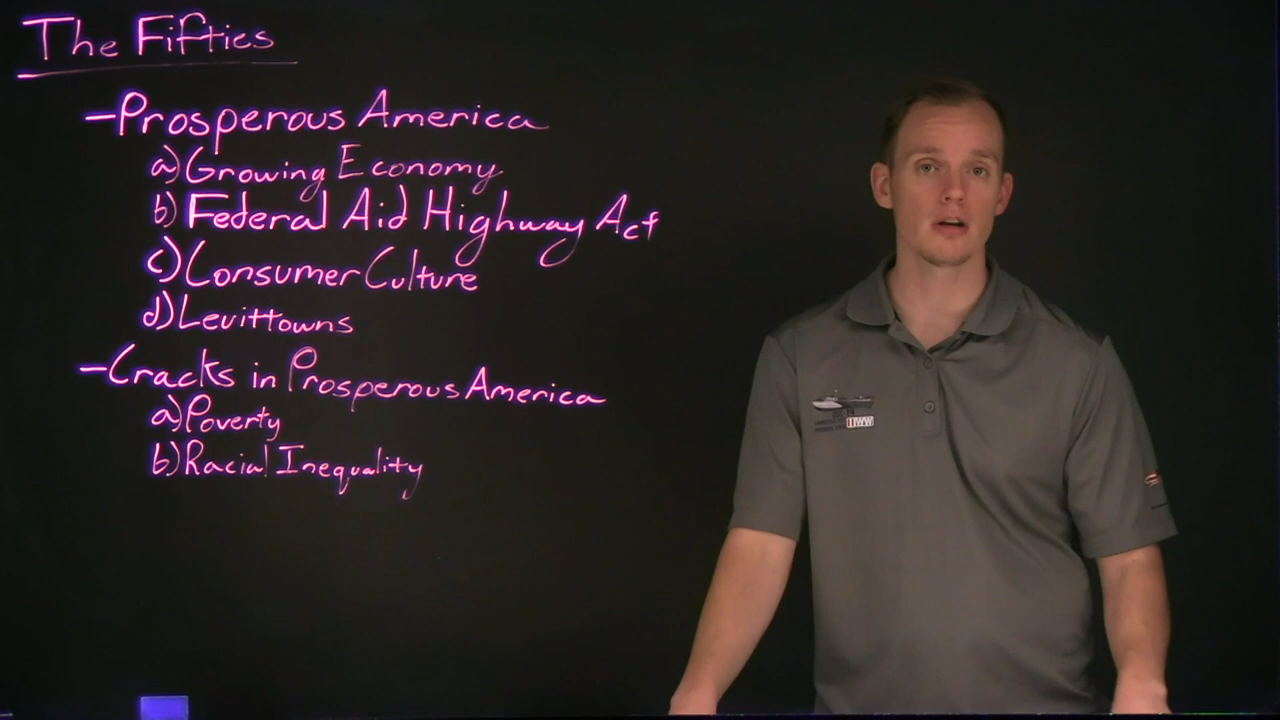 The Fifties
- Prosperous America
a) Growing Economy
b) Federal Aid Highway Act
c) Consumer Culture
d) Levittowns
- Cracks in Prosperous America
a) Poverty
b) Racial Inequality